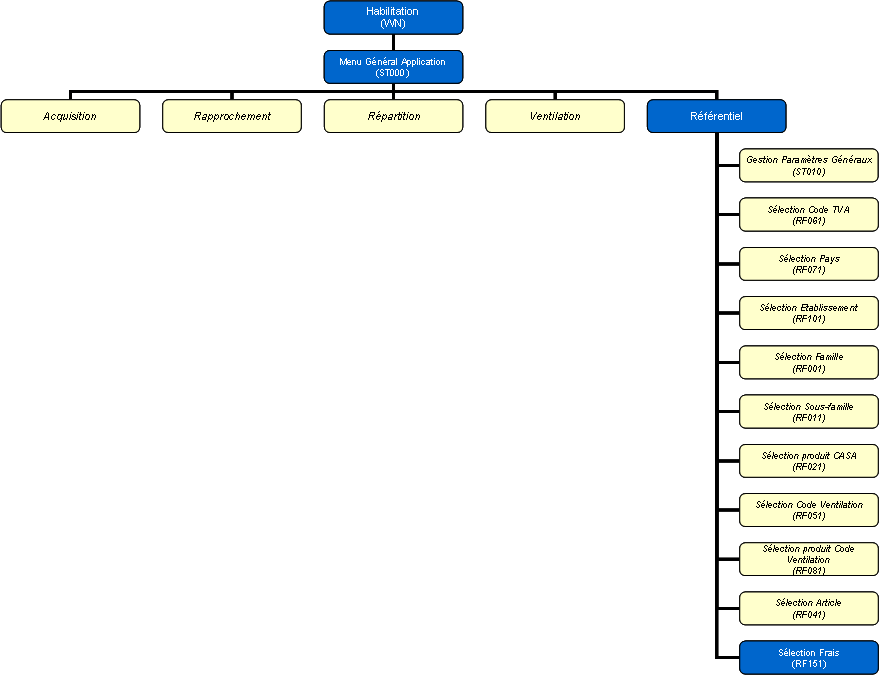 Habilitation
(VVN)
Menu Général Application
(ST000)
Acquisition
Rapprochement
Répartition
Ventilation
Référentiel
Gestion Paramètres Généraux
(ST010)
Sélection Code TVA
(RF061)
Sélection Pays
(RF071)
Sélection Etablissement
(RF101)
Sélection Famille
(RF001)
Sélection Sous-famille
(RF011)
Sélection produit CASA
(RF021)
Sélection Code Ventilation
(RF051)
Sélection produit Code
Ventilation
(RF081)
Sélection Article
(RF041)
Sélection Frais
(RF151)